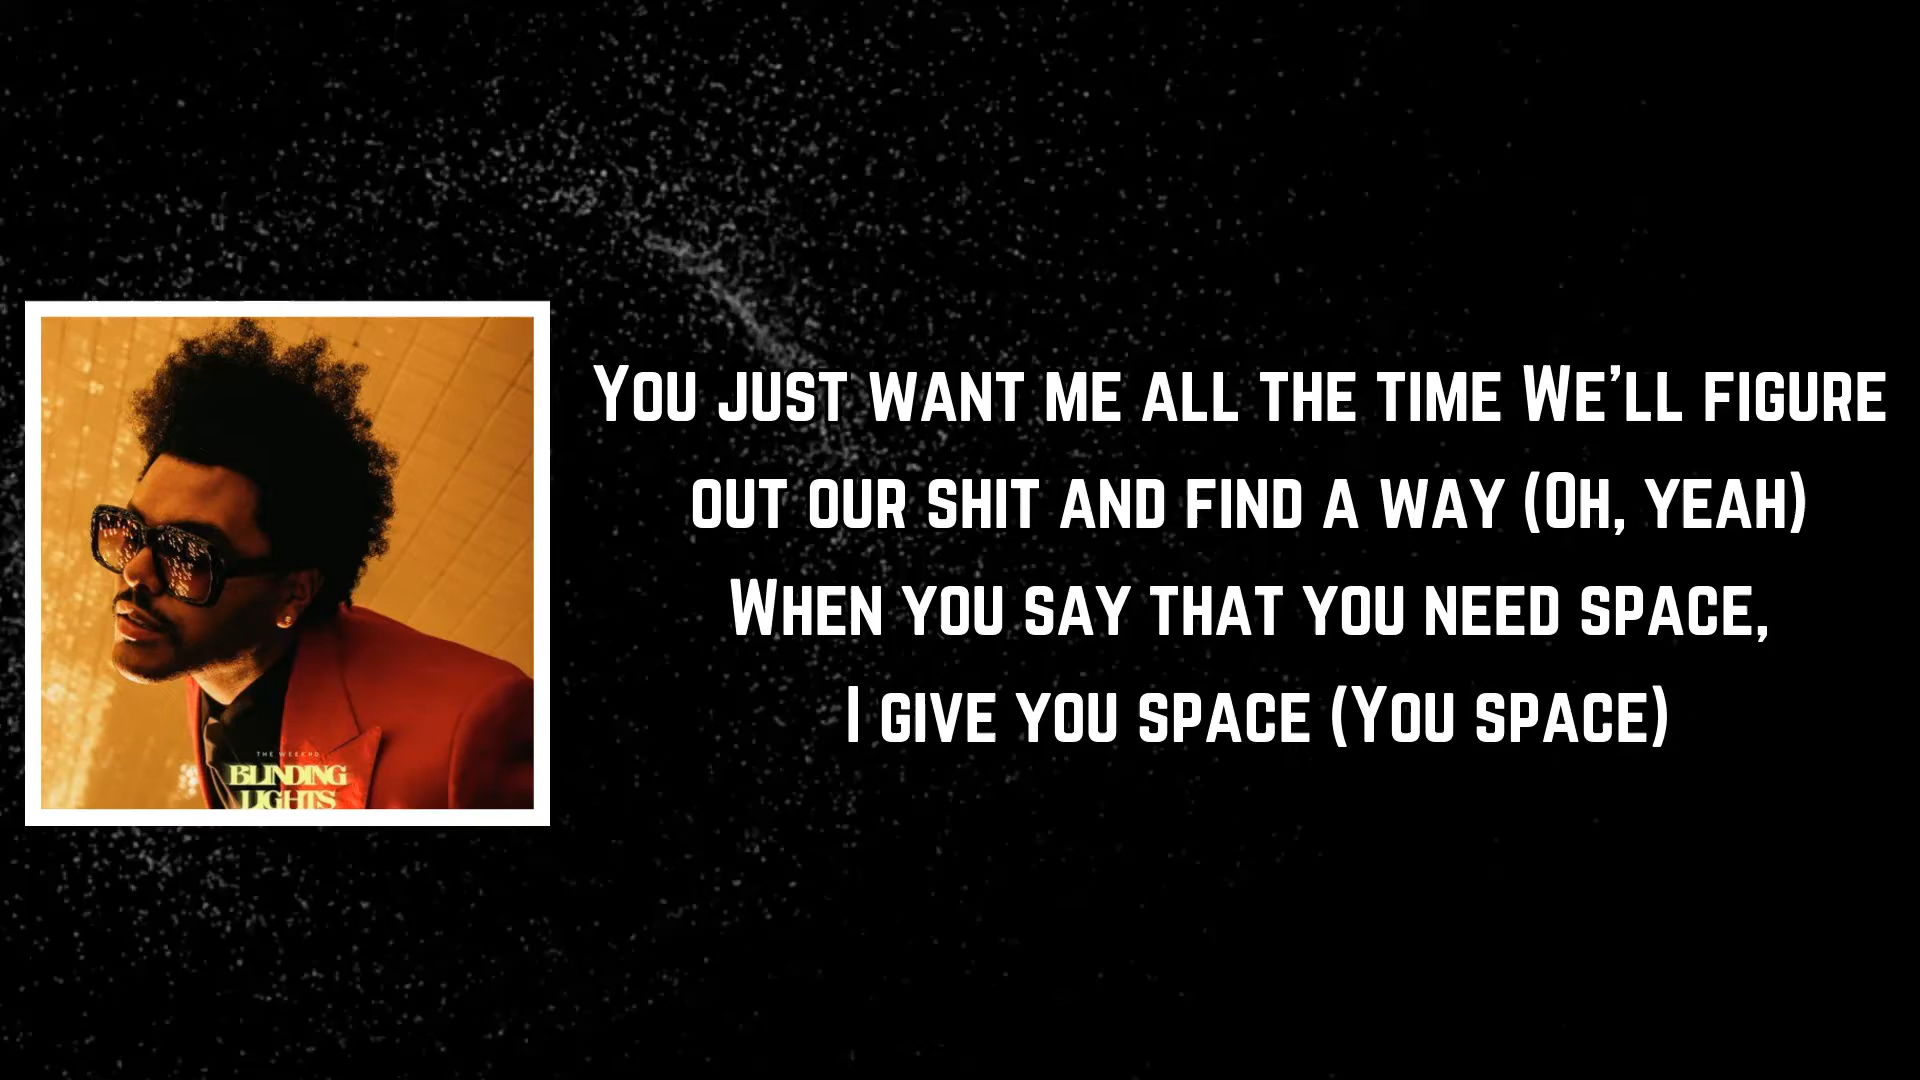 You just want me all the time We'll figure
out our shit and find a way (Oh, yeah)
When you say that you need space,
I give you space (You space)
THE WEEKND
BLINDING
LIGHTS